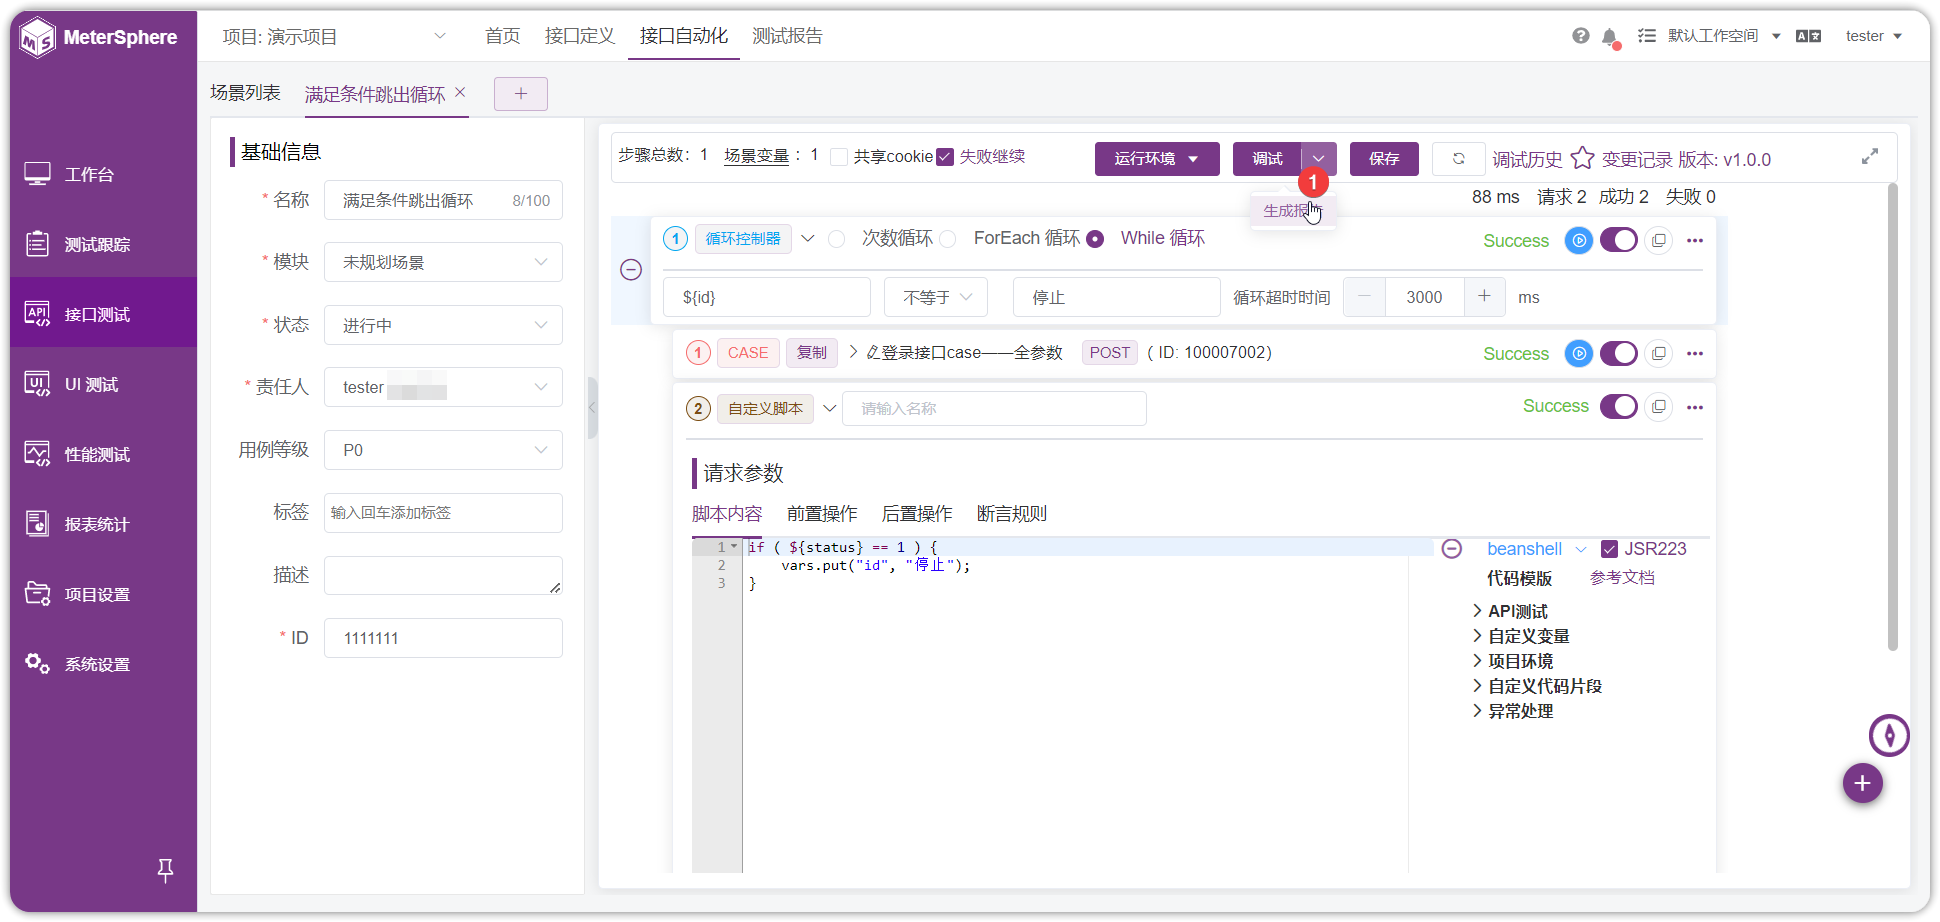 MeterSphere
项目: 演示项目
首页
接口定义
接口自动化
测试报告
默认工作空间
tester
工作台
测试跟踪
接口测试
UI 测试
性能测试
报表统计
项目设置
系统设置
场景列表
满足条件跳出循环
基础信息
* 名称
满足条件跳出循环
8/100
* 模块
未规划场景
* 状态
进行中
* 责任人
tester
用例等级
P0
标签
输入回车添加标签
描述
* ID
1111111
步骤总数: 1
场景变量 : 1
共享cookie
失败继续
运行环境
调试
保存
调试历史
变更记录
版本: v1.0.0
1
生成报
88 ms 请求 2 成功 2 失败 0
1
循环控制器
次数循环
ForEach 循环
While 循环
Success
${id}
不等于
停止
循环超时时间
3000
ms
1
CASE
复制
登录接口case——全参数
POST
( ID: 100007002)
Success
2
自定义脚本
请输入名称
Success
请求参数
脚本内容
前置操作
后置操作
断言规则
1 if ( ${status} == 1 ) {
2 vars.put("id", "停止");
3 }
beanshell
JSR223
代码模版
参考文档
API测试
自定义变量
项目环境
自定义代码片段
异常处理